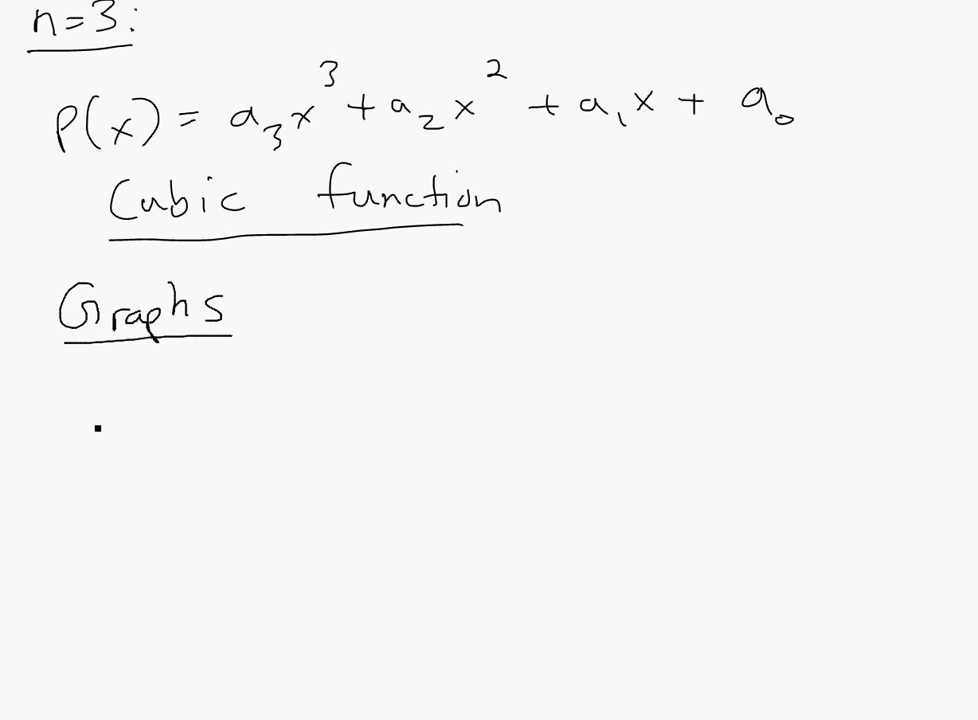 n=3:
P(x) = a₃x³ + a₂x² + a₁x + a₀
Cubic function
Graphs